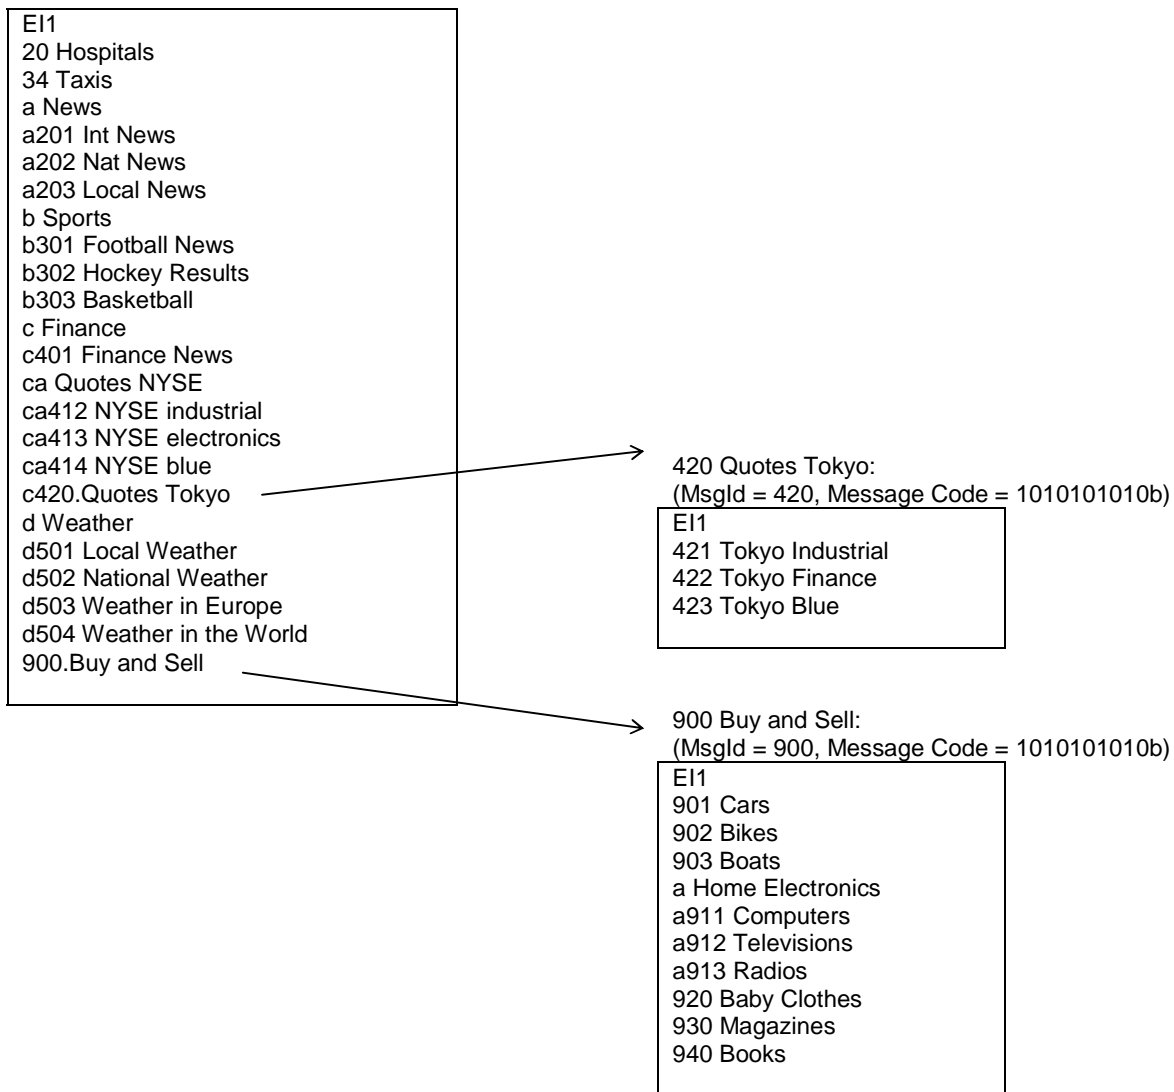 EI1
20 Hospitals
34 Taxis
a News
a201 Int News
a202 Nat News
a203 Local News
b Sports
b301 Football News
b302 Hockey Results
b303 Basketball
c Finance
c401 Finance News
ca Quotes NYSE
ca412 NYSE industrial
ca413 NYSE electronics
ca414 NYSE blue
c420.Quotes Tokyo
d Weather
d501 Local Weather
d502 National Weather
d503 Weather in Europe
d504 Weather in the World
900.Buy and Sell
420 Quotes Tokyo:
(MsgId = 420, Message Code = 1010101010b)
EI1
421 Tokyo Industrial
422 Tokyo Finance
423 Tokyo Blue
900 Buy and Sell:
(MsgId = 900, Message Code = 1010101010b)
EI1
901 Cars
902 Bikes
903 Boats
a Home Electronics
a911 Computers
a912 Televisions
a913 Radios
920 Baby Clothes
930 Magazines
940 Books